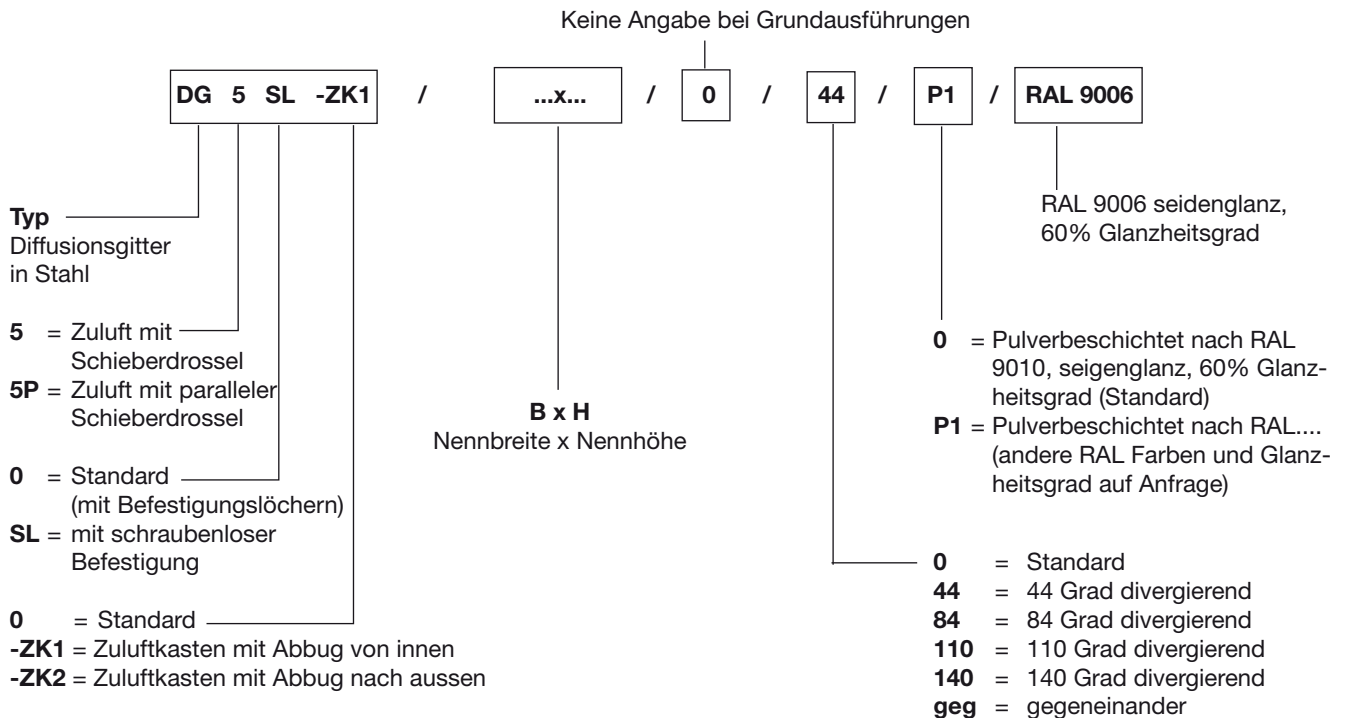 Keine Angabe bei Grundausführungen
DG 5 SL -ZK1 / ...x... / 0 / 44 / P1 / RAL 9006
Typ
Diffusionsgitter
in Stahl
5 = Zuluft mit
Schieberdrossel
5P = Zuluft mit paralleler
Schieberdrossel
0 = Standard
(mit Befestigungslöchern)
SL = mit schraubenloser
Befestigung
0 = Standard
-ZK1 = Zuluftkasten mit Abbug von innen
-ZK2 = Zuluftkasten mit Abbug nach aussen
B x H
Nennbreite x Nennhöhe
RAL 9006 seidenglanz,
60% Glanzheitsgrad
0 = Pulverbeschichtet nach RAL
9010, seigenglanz, 60% Glanz-
heitsgrad (Standard)
P1 = Pulverbeschichtet nach RAL....
(andere RAL Farben und Glanz-
heitsgrad auf Anfrage)
0 = Standard
44 = 44 Grad divergierend
84 = 84 Grad divergierend
110 = 110 Grad divergierend
140 = 140 Grad divergierend
geg = gegeneinander